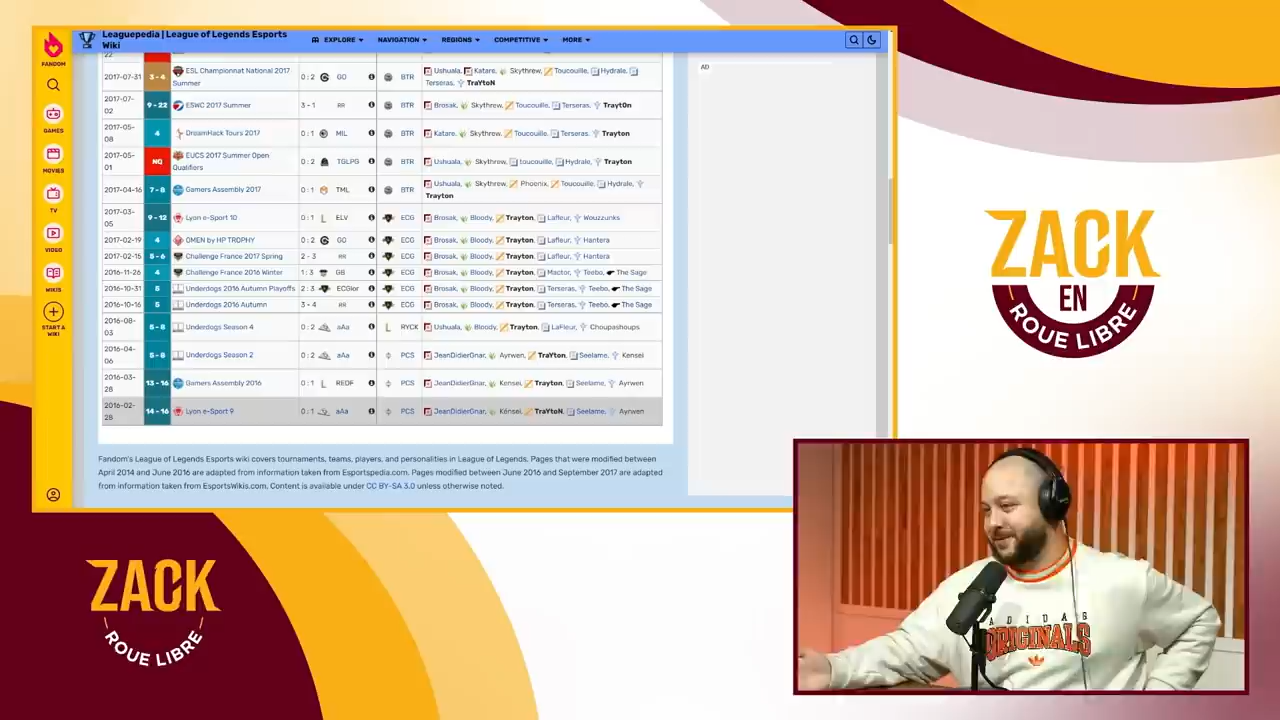 Leaguepedia | League of Legends Esports
Wiki
EXPLORE NAVIGATION REGIONS COMPETITIVE MORE
FANDOM
GAMES
MOVIES
TV
VIDEO
WIKIS
START A
WIKI
AD
22
2017-07-31 3 - 4 ESL Championnat National 2017 Summer 0 : 2 GO BTR Ushuala, Katare, Skythrew, Toucouille, Hydrale, Terseras, TraYtoN
2017-07-02 9 - 22 ESWC 2017 Summer 3 - 1 RR BTR Brosak, Skythrew, Toucouille, Terseras, Trayt0n
2017-05-08 4 DreamHack Tours 2017 0 : 1 MIL BTR Katare, Skythrew, Toucouille, Terseras, Trayton
2017-05-01 NQ EUCS 2017 Summer Open Qualifiers 0 : 2 TGLPG BTR Ushuala, Skythrew, toucouille, Hydrale, Trayton
2017-04-16 7 - 8 Gamers Assembly 2017 0 : 1 TML BTR Ushuala, Skythrew, Phoenix, Toucouille, Hydrale, Trayton
2017-03-05 9 - 12 Lyon e-Sport 10 0 : 1 ELV ECG Brosak, Bloody, Trayton, Lafleur, Wouzzunks
2017-02-19 4 OMEN by HP TROPHY 0 : 2 GO ECG Brosak, Bloody, Trayton, Lafleur, Hantera
2017-02-15 5 - 6 Challenge France 2017 Spring 2 - 3 RR ECG Brosak, Bloody, Trayton, Lafleur, Hantera
2016-11-26 4 Challenge France 2016 Winter 1 : 3 GB ECG Brosak, Bloody, Trayton, Mactor, Teebo, The Sage
2016-10-31 5 Underdogs 2016 Autumn Playoffs 2 : 3 ECGlor ECG Brosak, Bloody, Trayton, Terseras, Teebo, The Sage
2016-10-16 5 Underdogs 2016 Autumn 3 - 4 RR ECG Brosak, Bloody, Trayton, Terseras, Teebo, The Sage
2016-08-03 5 - 8 Underdogs Season 4 0 : 2 aAa RYCK Ushuala, Bloody, Trayton, LaFleur, Choupashoups
2016-04-06 5 - 8 Underdogs Season 2 0 : 2 aAa PCS JeanDidierGnar, Ayrwen, TraYton, Seelame, Kensei
2016-03-28 13 - 16 Gamers Assembly 2016 0 : 1 REDF PCS JeanDidierGnar, Kensei, Trayton, Seelame, Ayrwen
2016-02-28 14 - 16 Lyon e-Sport 9 0 : 1 aAa PCS JeanDidierGnar, Kensei, TraYtoN, Seelame, Ayrwen
Fandom's League of Legends Esports wiki covers tournaments, teams, players, and personalities in League of Legends. Pages that were modified between
April 2014 and June 2016 are adapted from information taken from Esportspedia.com. Pages modified between June 2016 and September 2017 are adapted
from information taken from EsportsWikis.com. Content is available under CC BY-SA 3.0 unless otherwise noted.
ZACK
EN
ROUE LIBRE
ZACK
ROUE LIBRE
ADIDAS
ORIGINALS